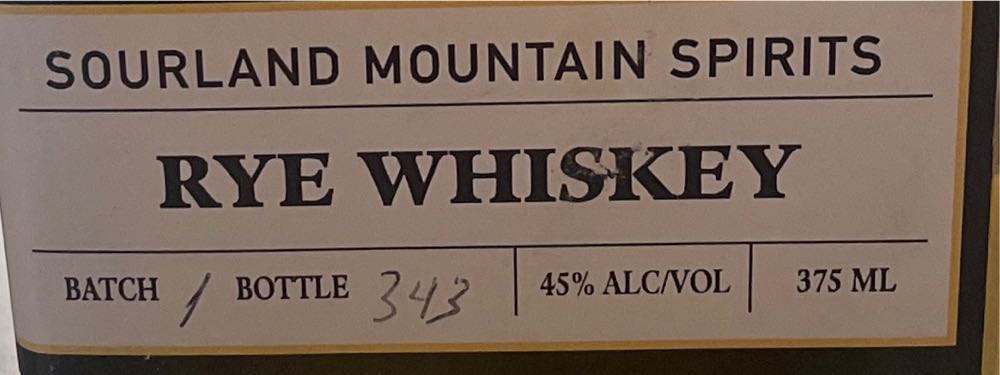 SOURLAND MOUNTAIN SPIRITS
RYE WHISKEY
BATCH 1 BOTTLE 343 45% ALC/VOL 375 ML